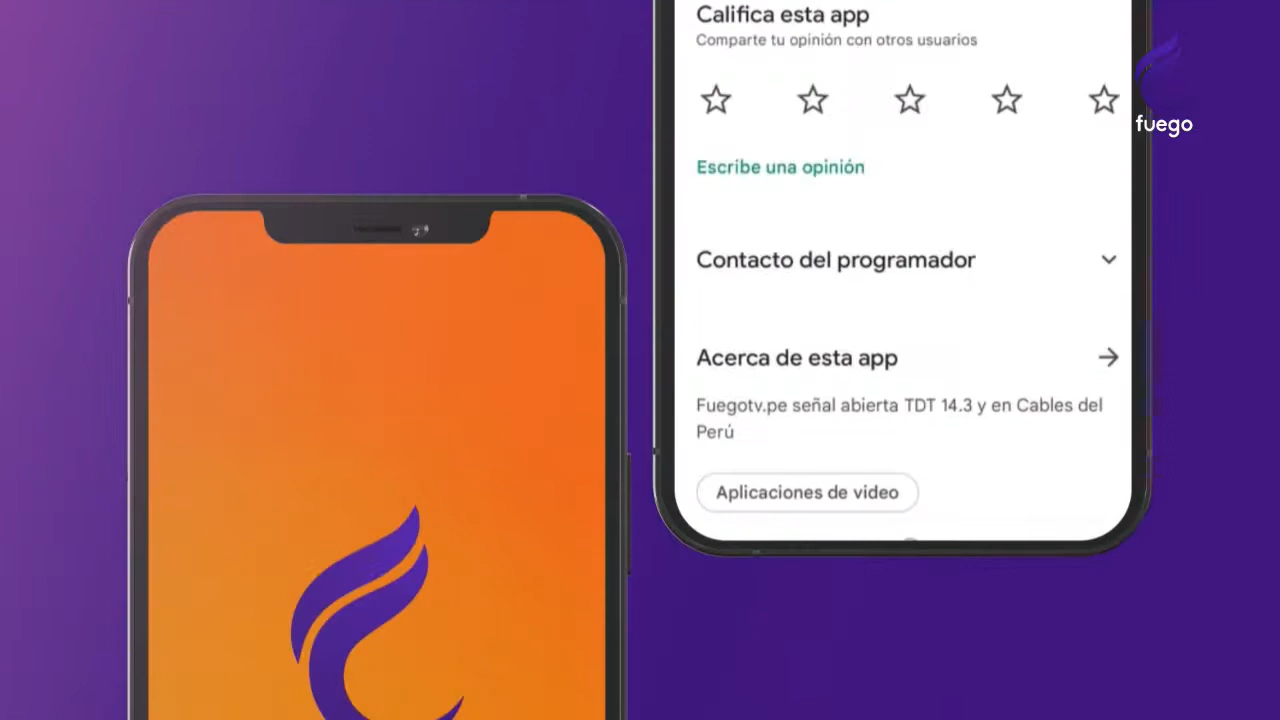 Califica esta app
Comparte tu opinión con otros usuarios
fuego
Escribe una opinión
Contacto del programador
Acerca de esta app
Fuegotv.pe señal abierta TDT 14.3 y en Cables del
Perú
Aplicaciones de video